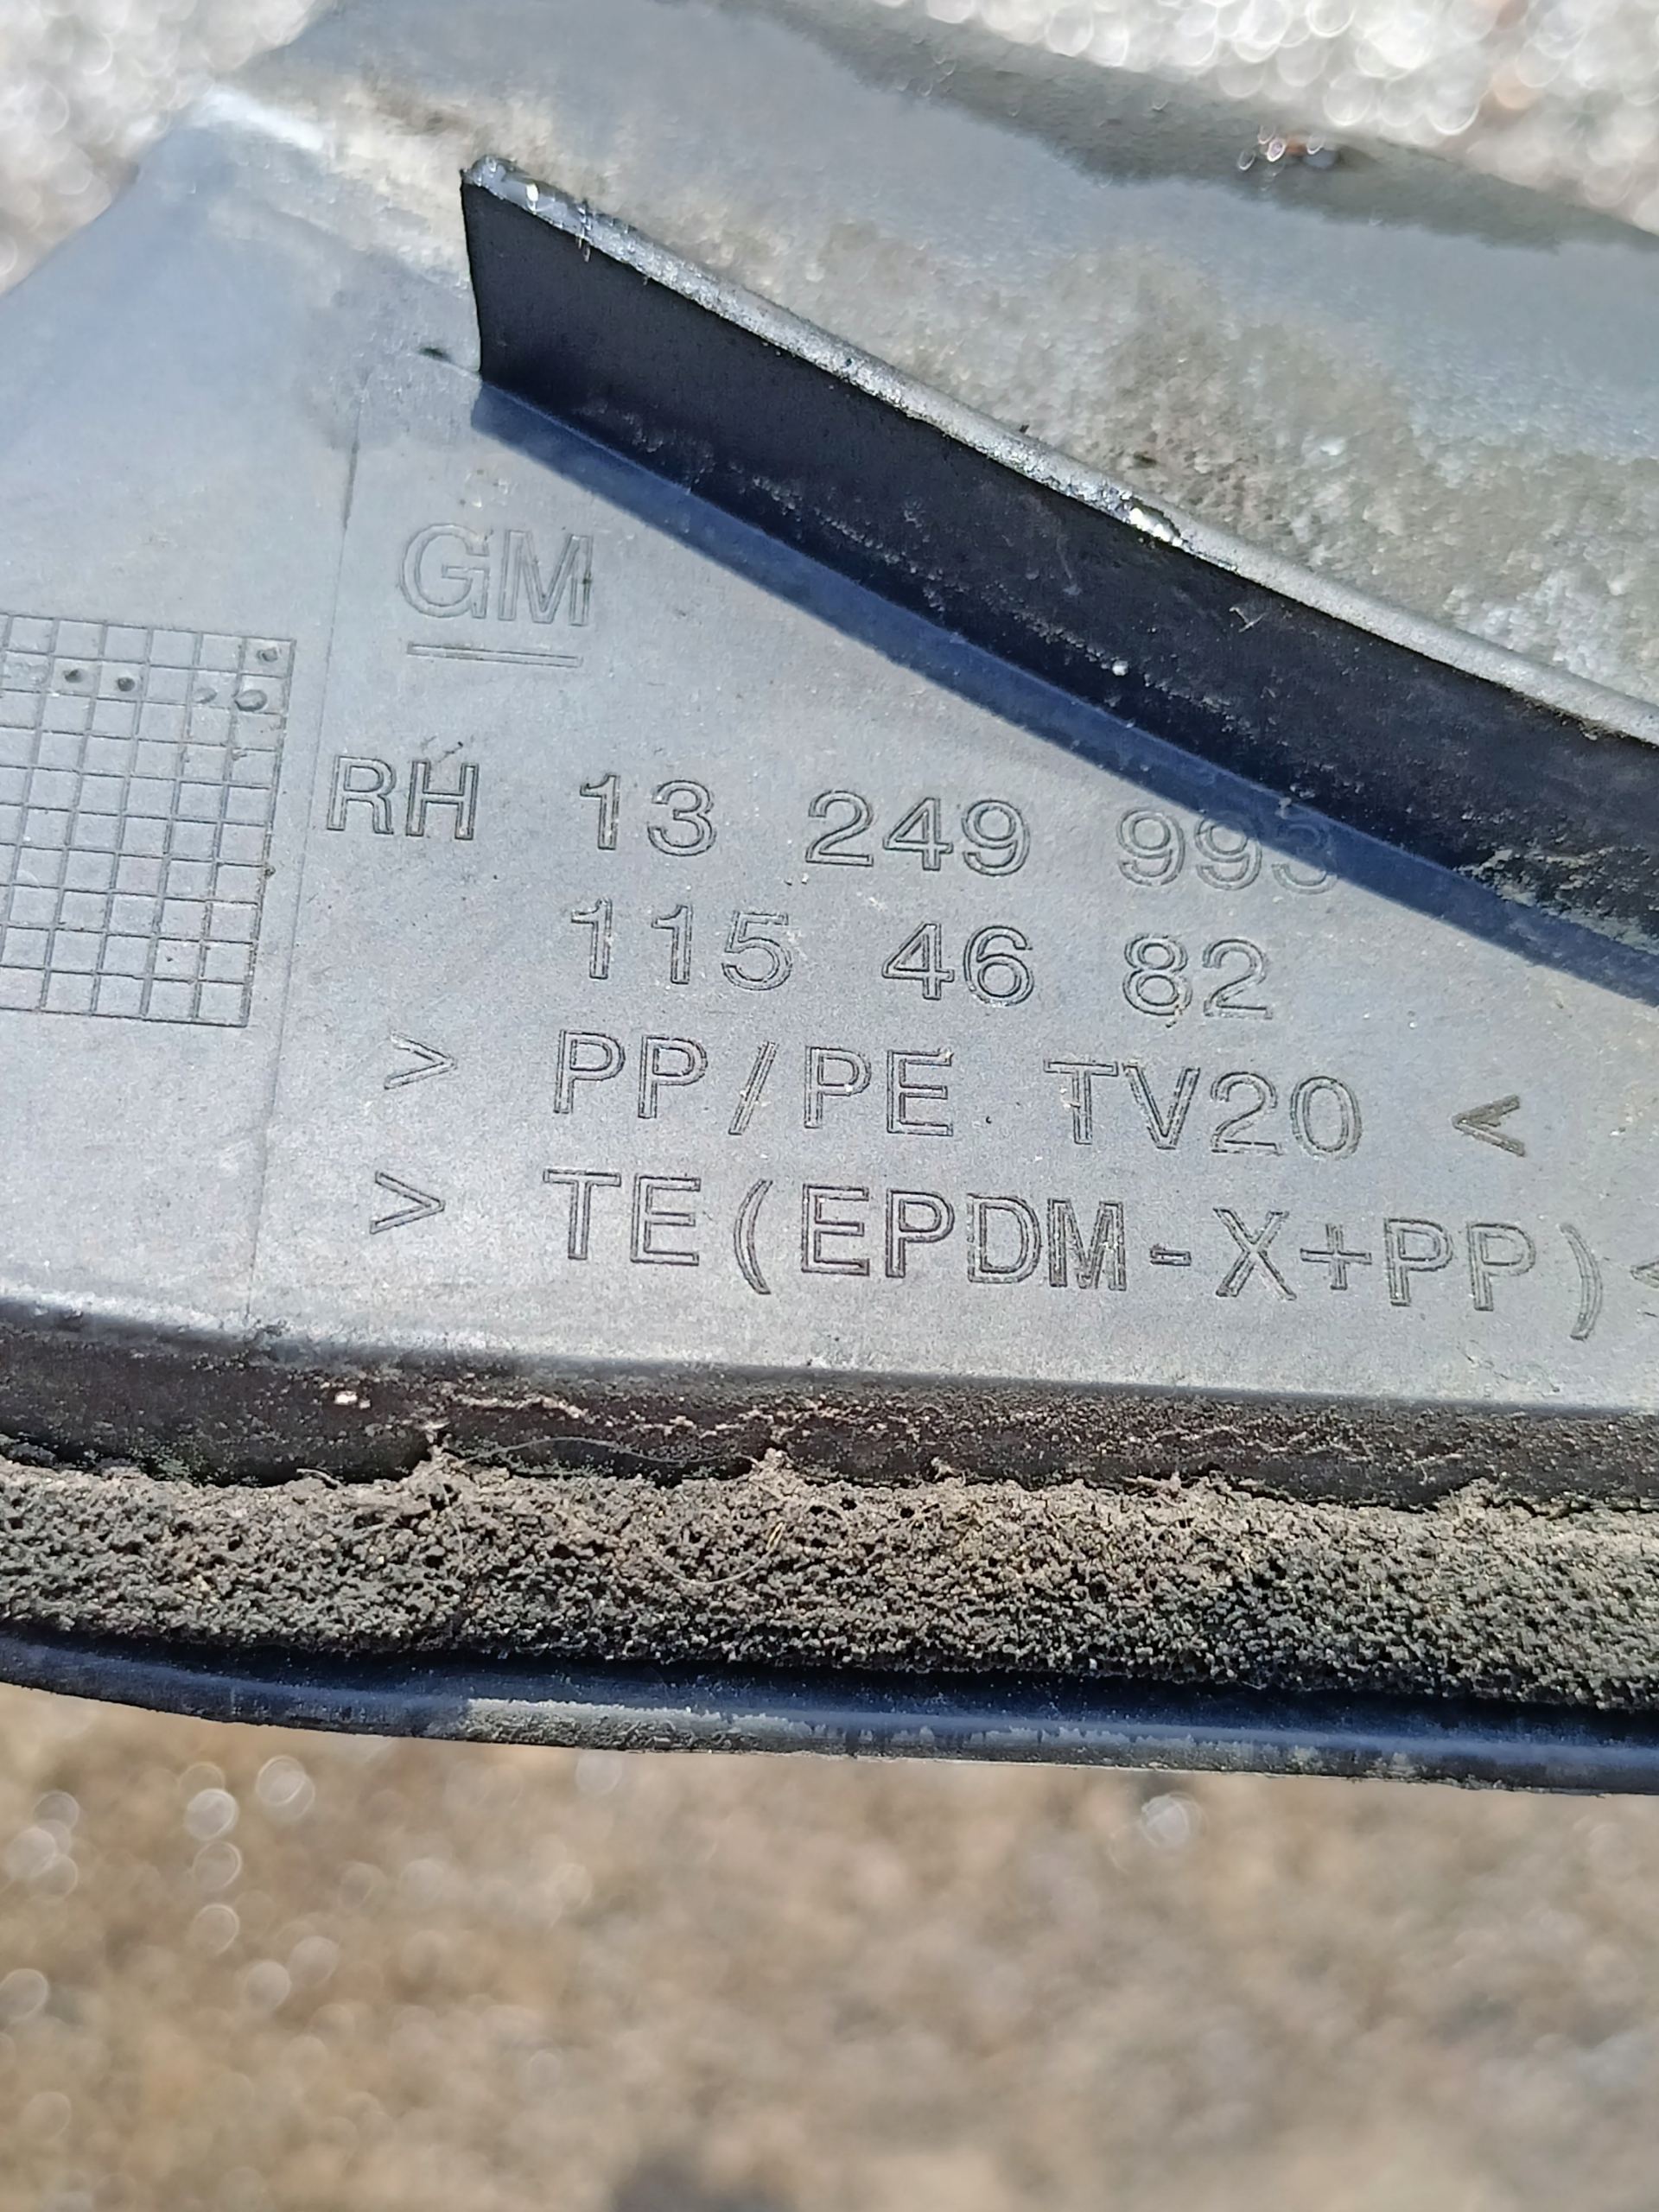 GM
RH 13 249 993
115 46 82
> PP/PE TV20 <
> TE(EPDM-X+PP)<